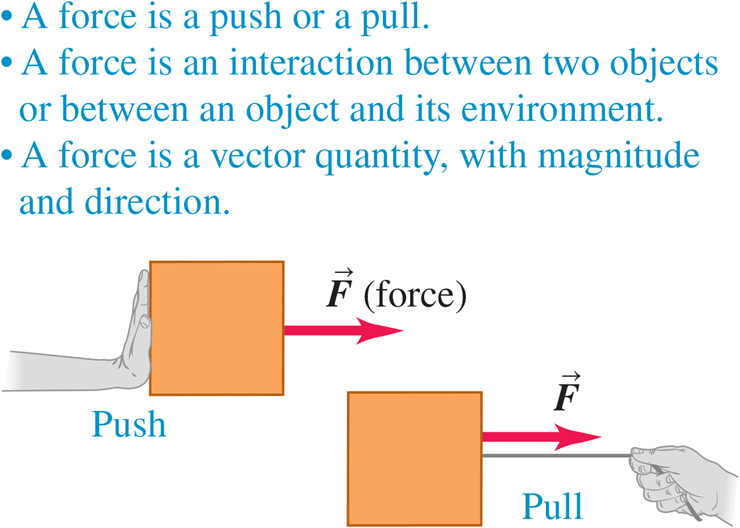 • A force is a push or a pull.
• A force is an interaction between two objects
or between an object and its environment.
• A force is a vector quantity, with magnitude
and direction.
F⃗ (force)
Push
F⃗
Pull